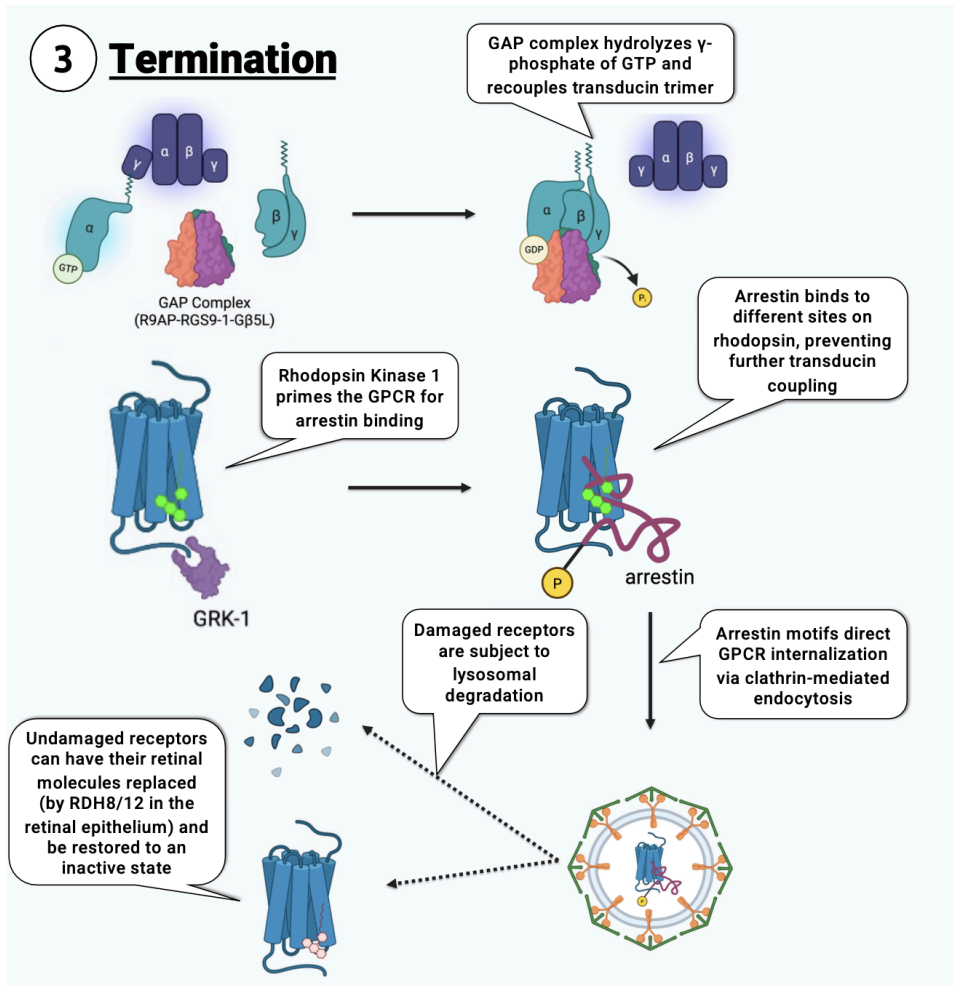 3 Termination
GAP complex hydrolyzes γ-
phosphate of GTP and
recouples transducin trimer
γ α β γ
α
GTP
β
γ
GAP Complex
(R9AP-RGS9-1-Gβ5L)
α β γ
GDP
Pi
γ α β γ
Rhodopsin Kinase 1
primes the GPCR for
arrestin binding
GRK-1
Arrestin binds to
different sites on
rhodopsin, preventing
further transducin
coupling
P
arrestin
Arrestin motifs direct
GPCR internalization
via clathrin-mediated
endocytosis
Damaged receptors
are subject to
lysosomal
degradation
Undamaged receptors
can have their retinal
molecules replaced
(by RDH8/12 in the
retinal epithelium) and
be restored to an
inactive state
P